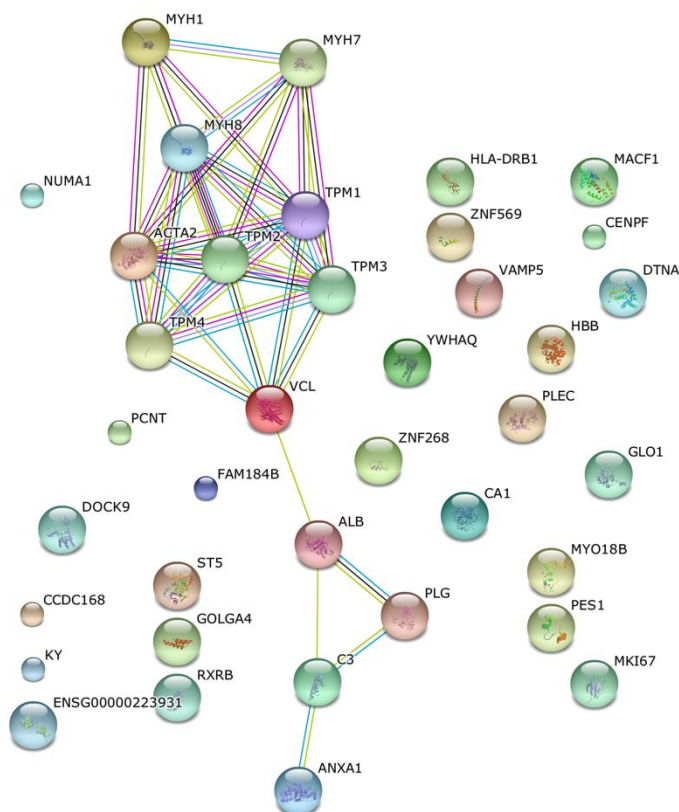 MYH1
MYH7
MYH8
HLA-DRB1
MACF1
NUMA1
TPM1
ZNF569
CENPF
ACTA2
TPM2
TPM3
VAMP5
DTNA
TPM4
YWHAQ
HBB
VCL
PLEC
PCNT
ZNF268
GLO1
FAM184B
DOCK9
ALB
CA1
ST5
MYO18B
CCDC168
PLG
PES1
GOLGA4
KY
C3
MKI67
RXRB
ENSG00000223931
ANXA1